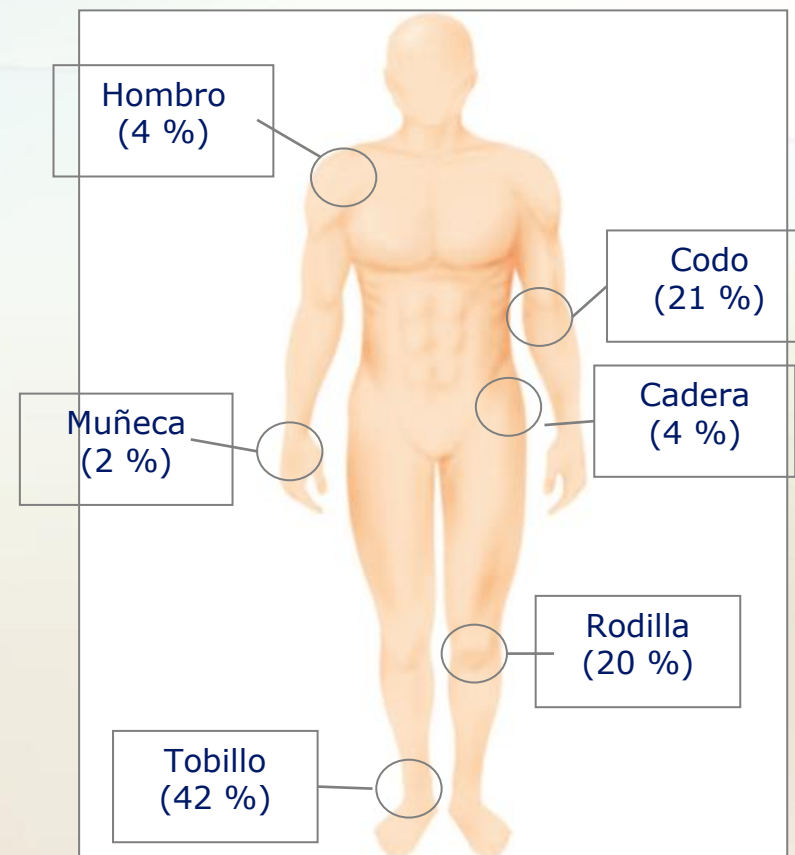 Hombro
(4 %)
Codo
(21 %)
Cadera
(4 %)
Muñeca
(2 %)
Rodilla
(20 %)
Tobillo
(42 %)